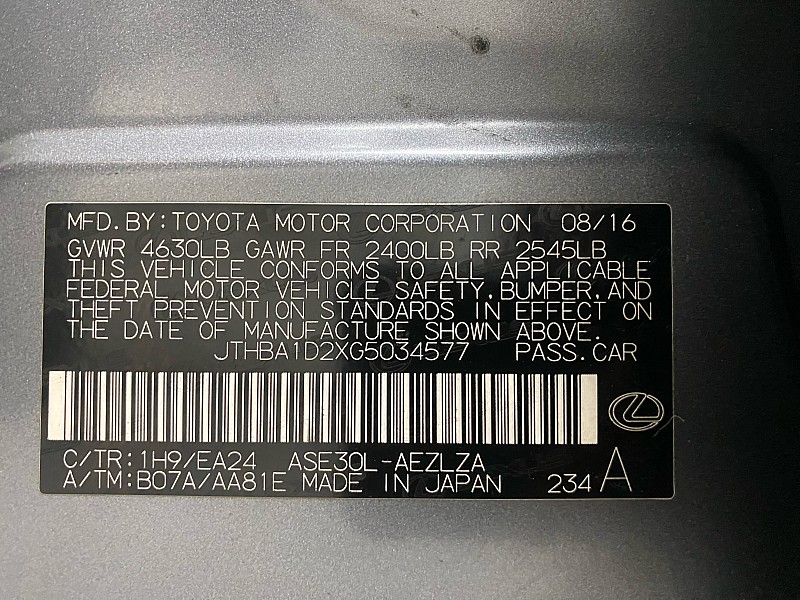 MFD.BY:TOYOTA MOTOR CORPORATION 08/16
GVWR 4630LB GAWR FR 2400LB RR 2545LB
THIS VEHICLE CONFORMS TO ALL APPLICABLE
FEDERAL MOTOR VEHICLE SAFETY,BUMPER,AND
THEFT PREVENTION STANDARDS IN EFFECT ON
THE DATE OF MANUFACTURE SHOWN ABOVE.
JTHBA1D2XG5034577 PASS.CAR
C/TR:1H9/EA24 ASE30L-AEZLZA
A/TM:B07A/AA81E MADE IN JAPAN 234 A